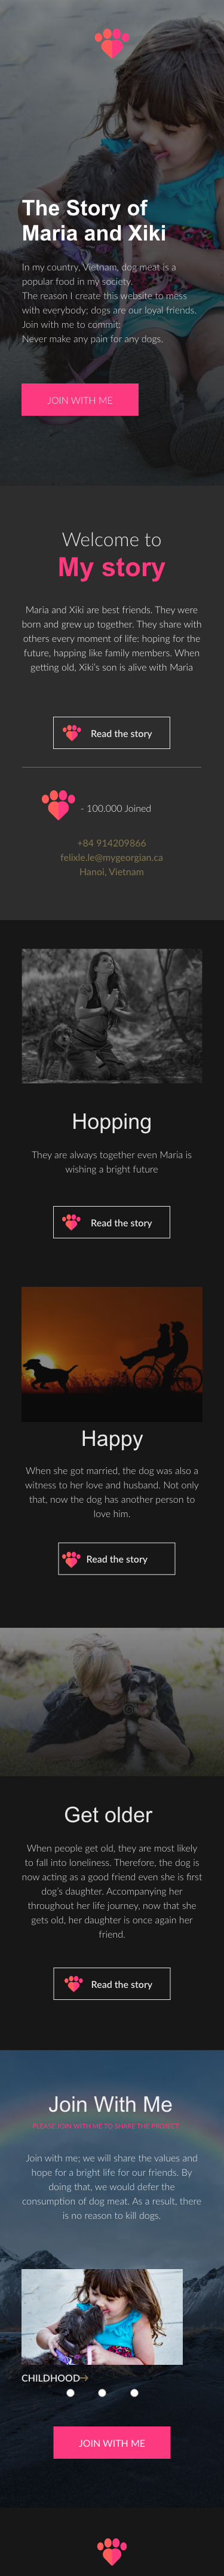 The Story of
Maria and Xiki
In my country, Vietnam, dog meat is a
popular food in my society.
The reason I create this website to mess
with everybody; dogs are our loyal friends.
Join with me to commit:
Never make any pain for any dogs.
JOIN WITH ME
Welcome to
My story
Maria and Xiki are best friends. They were
born and grew up together. They share with
others every moment of life: hoping for the
future, happing like family members. When
getting old, Xiki's son is alive with Maria
Read the story
- 100.000 Joined
+84 914209866
felixle.le@mygeorgian.ca
Hanoi, Vietnam
Hopping
They are always together even Maria is
wishing a bright future
Read the story
Happy
When she got married, the dog was also a
witness to her love and husband. Not only
that, now the dog has another person to
love him.
Read the story
Get older
When people get old, they are most likely
to fall into loneliness. Therefore, the dog is
now acting as a good friend even she is first
dog's daughter. Accompanying her
throughout her life journey, now that she
gets old, her daughter is once again her
friend.
Read the story
Join With Me
PLEASE JOIN WITH ME TO SHARE THE PROJECT
Join with me; we will share the values and
hope for a bright life for our friends. By
doing that, we would defer the
consumption of dog meat. As a result, there
is no reason to kill dogs.
CHILDHOOD→
JOIN WITH ME